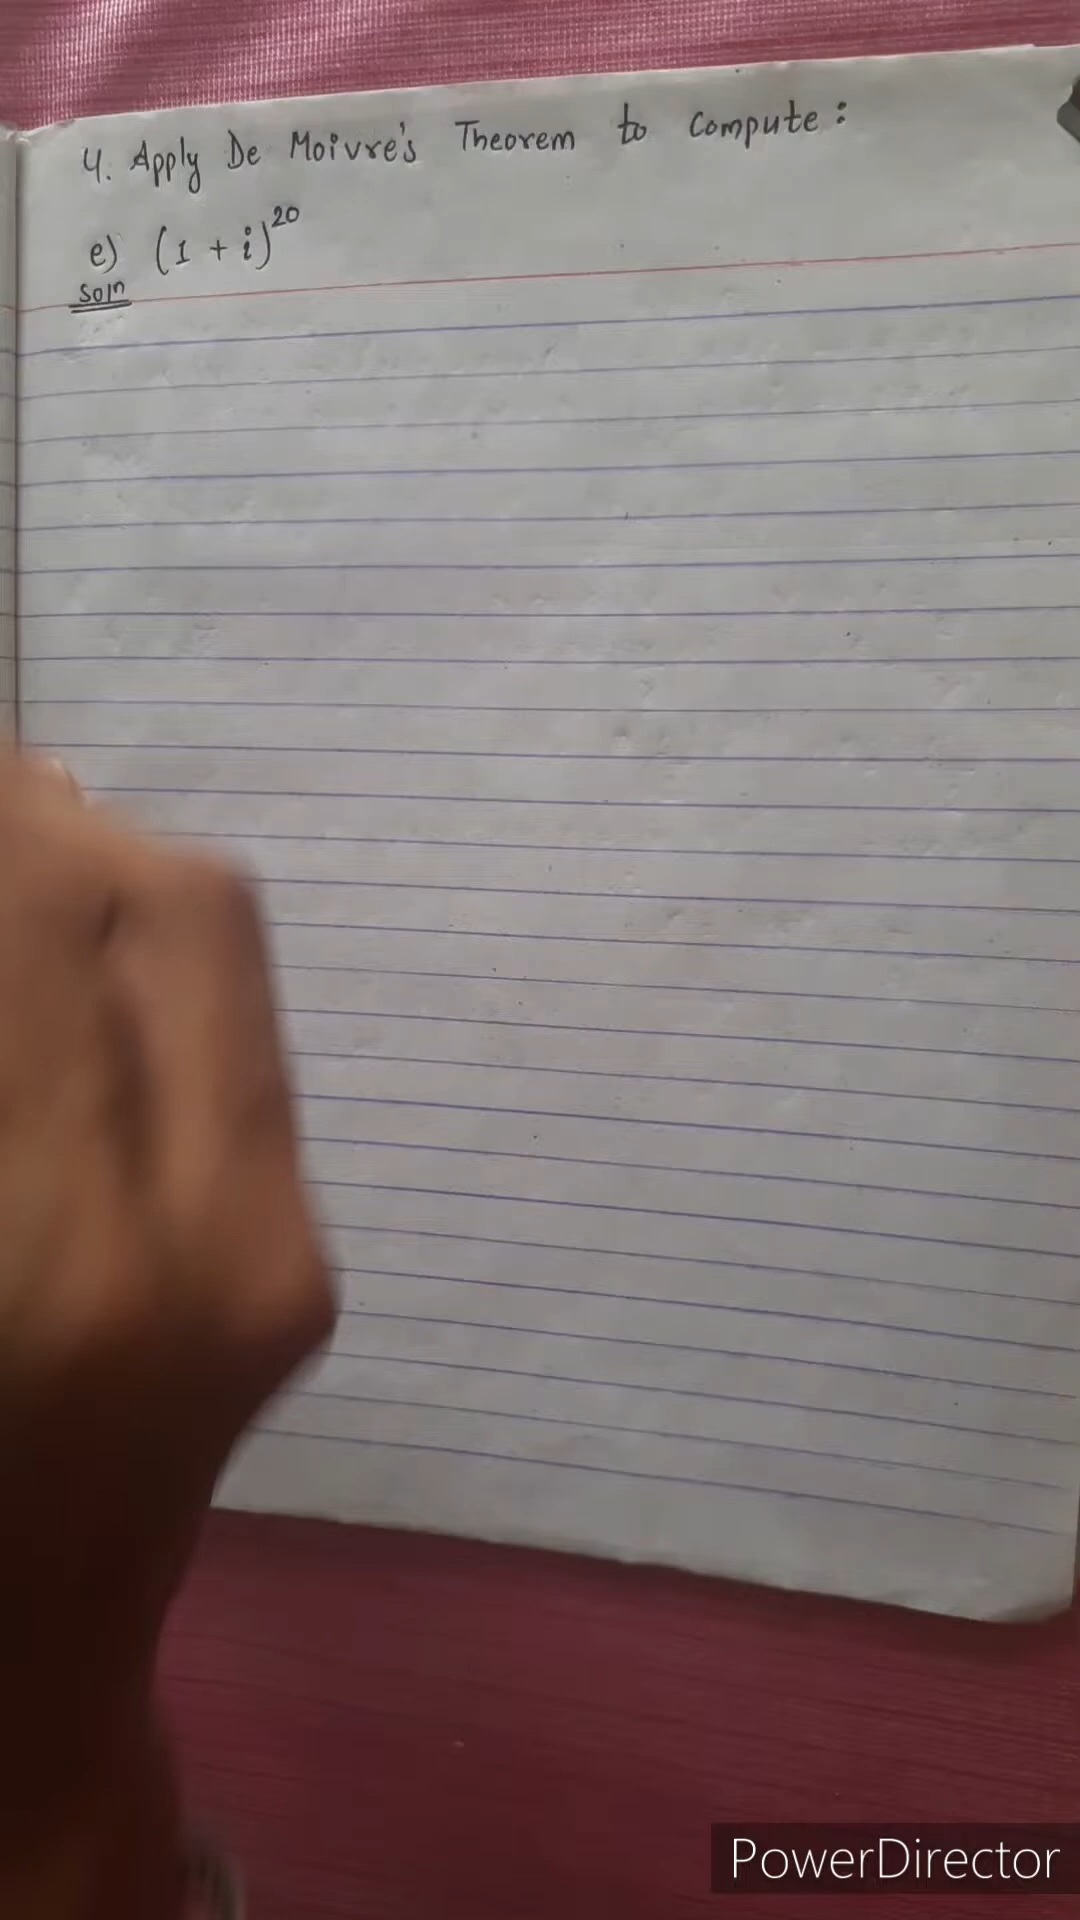 4. Apply De Moivre's Theorem to compute:
e) (1 + i)^20
Soln
PowerDirector